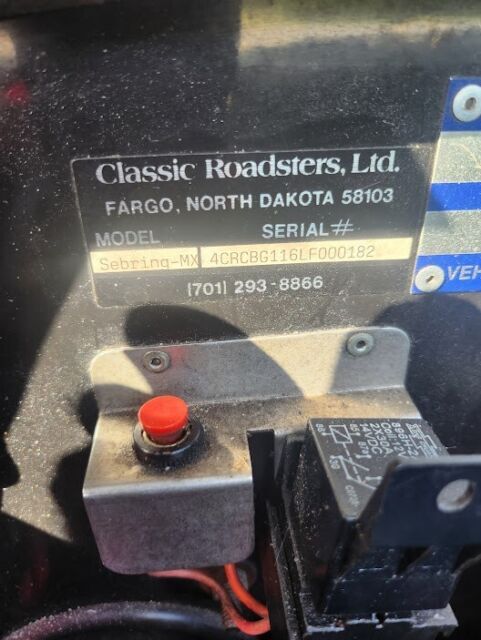 Classic Roadsters, Ltd.
FARGO, NORTH DAKOTA 58103
MODEL SERIAL#
Sebring-MX 4CRCBG116LF000182
(701) 293-8866
VEH